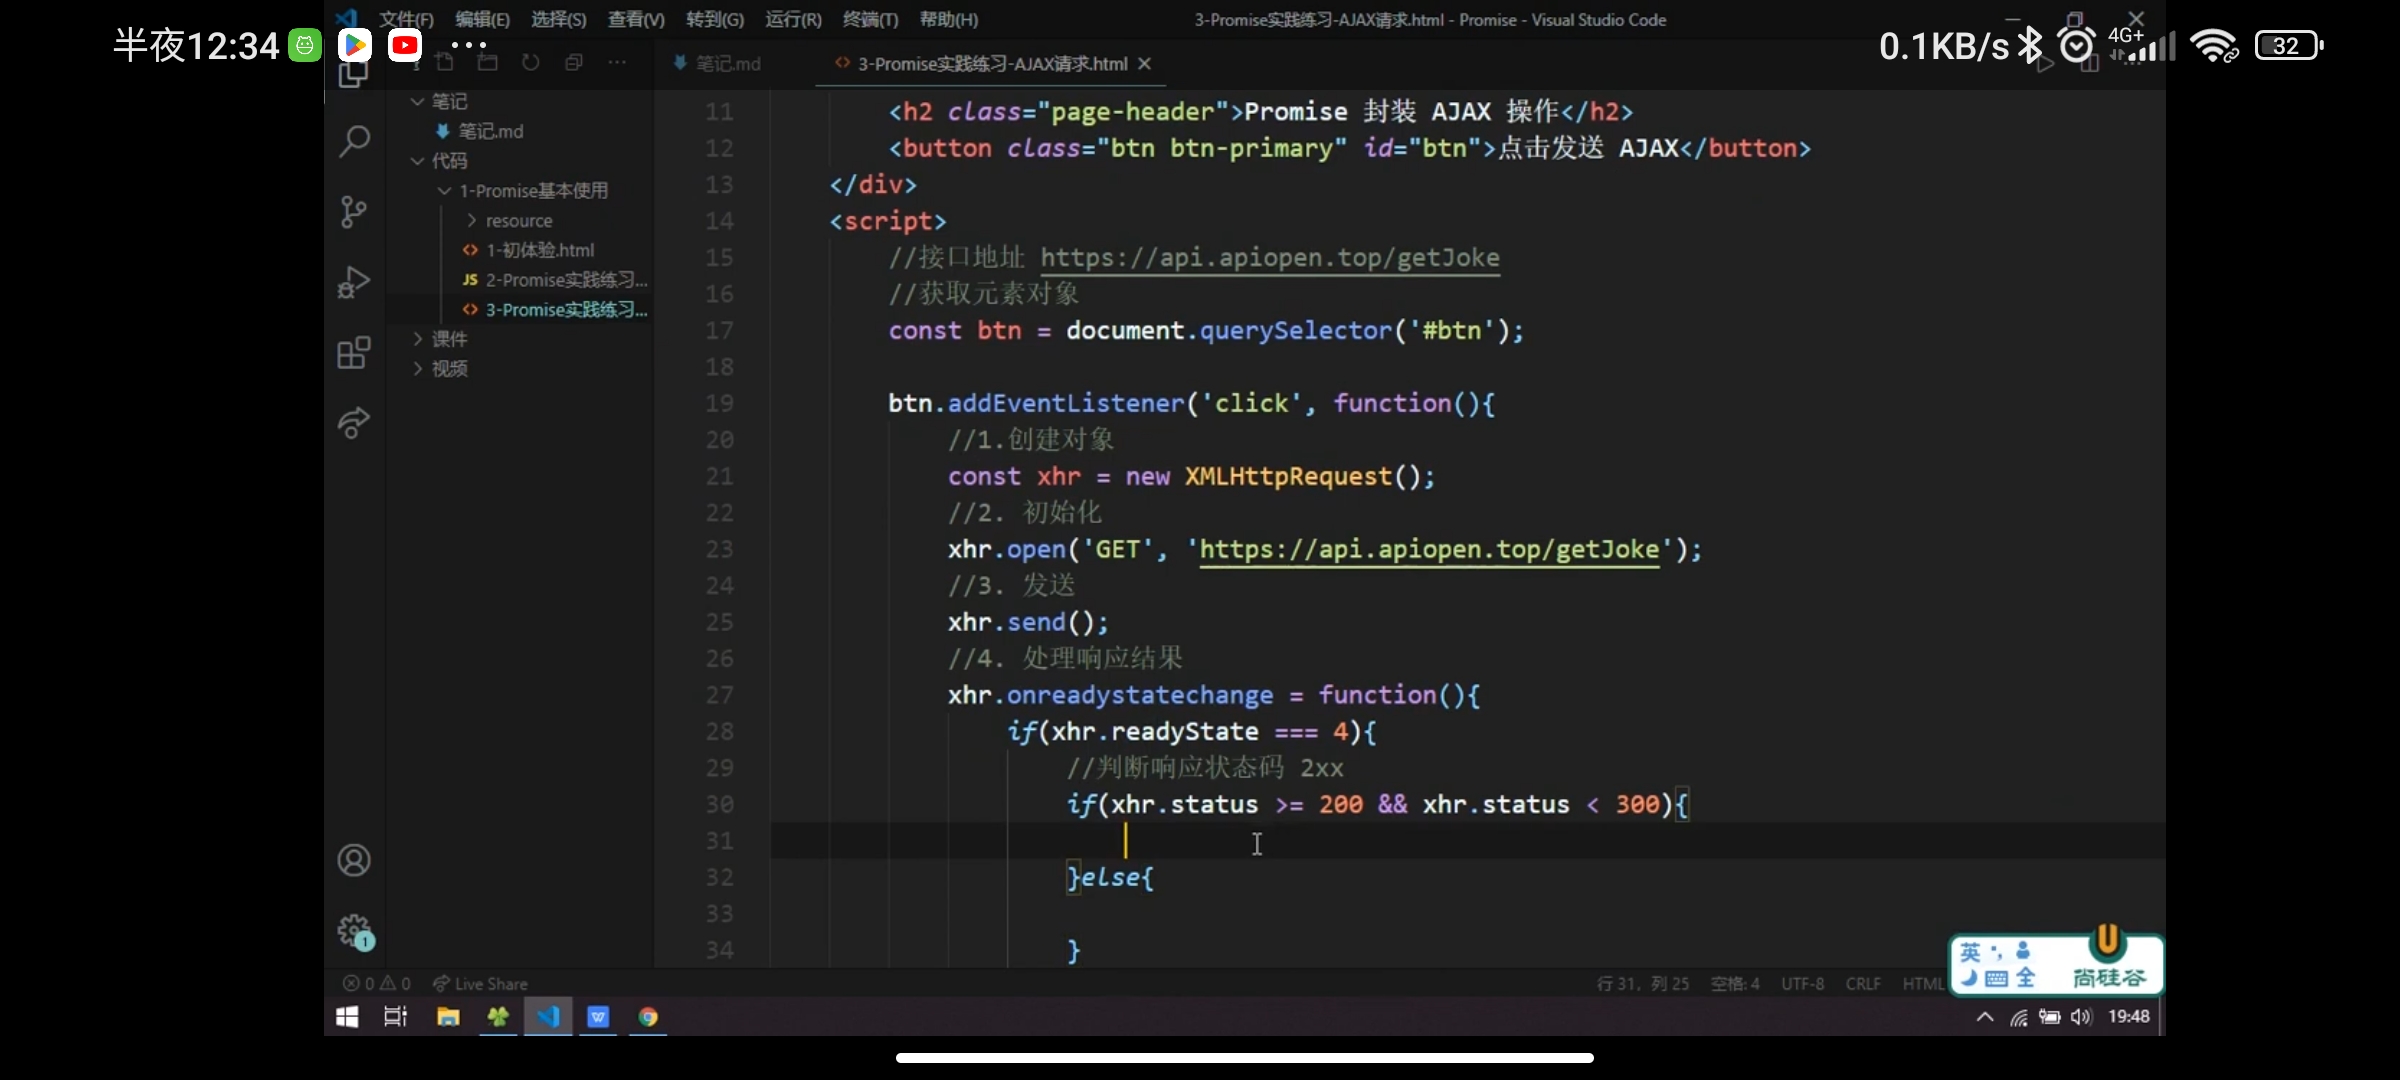 半夜12:34
0.1KB/s 4G+ 32
文件(F) 编辑(E) 选择(S) 查看(V) 转到(G) 运行(R) 终端(T) 帮助(H)
3-Promise实践练习-AJAX请求.html - Promise - Visual Studio Code
笔记.md
3-Promise实践练习-AJAX请求.html
笔记
笔记.md
代码
1-Promise基本使用
resource
1-初体验.html
JS 2-Promise实践练习...
3-Promise实践练习...
课件
视频
11 <h2 class="page-header">Promise 封装 AJAX 操作</h2>
12 <button class="btn btn-primary" id="btn">点击发送 AJAX</button>
13 </div>
14 <script>
15 //接口地址 https://api.apiopen.top/getJoke
16 //获取元素对象
17 const btn = document.querySelector('#btn');
18
19 btn.addEventListener('click', function(){
20 //1.创建对象
21 const xhr = new XMLHttpRequest();
22 //2. 初始化
23 xhr.open('GET', 'https://api.apiopen.top/getJoke');
24 //3. 发送
25 xhr.send();
26 //4. 处理响应结果
27 xhr.onreadystatechange = function(){
28 if(xhr.readyState === 4){
29 //判断响应状态码 2xx
30 if(xhr.status >= 200 && xhr.status < 300){
31
32 }else{
33
34 }
1
0 0 Live Share
行 31，列 25 空格: 4 UTF-8 CRLF HTML
英
全
尚硅谷
19:48